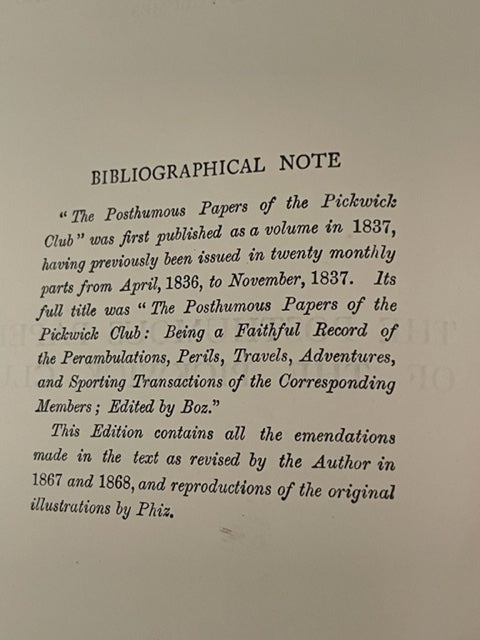 BIBLIOGRAPHICAL NOTE
"The Posthumous Papers of the Pickwick
Club" was first published as a volume in 1837,
having previously been issued in twenty monthly
parts from April, 1836, to November, 1837. Its
full title was "The Posthumous Papers of the
Pickwick Club: Being a Faithful Record of
the Perambulations, Perils, Travels, Adventures,
and Sporting Transactions of the Corresponding
Members; Edited by Boz."
This Edition contains all the emendations
made in the text as revised by the Author in
1867 and 1868, and reproductions of the original
illustrations by Phiz.